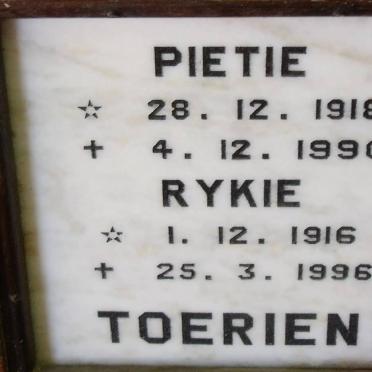 PIETIE
☆ 28. 12. 1918
+ 4. 12. 1990
RYKIE
☆ 1. 12. 1916
+ 25. 3. 1996
TOERIEN